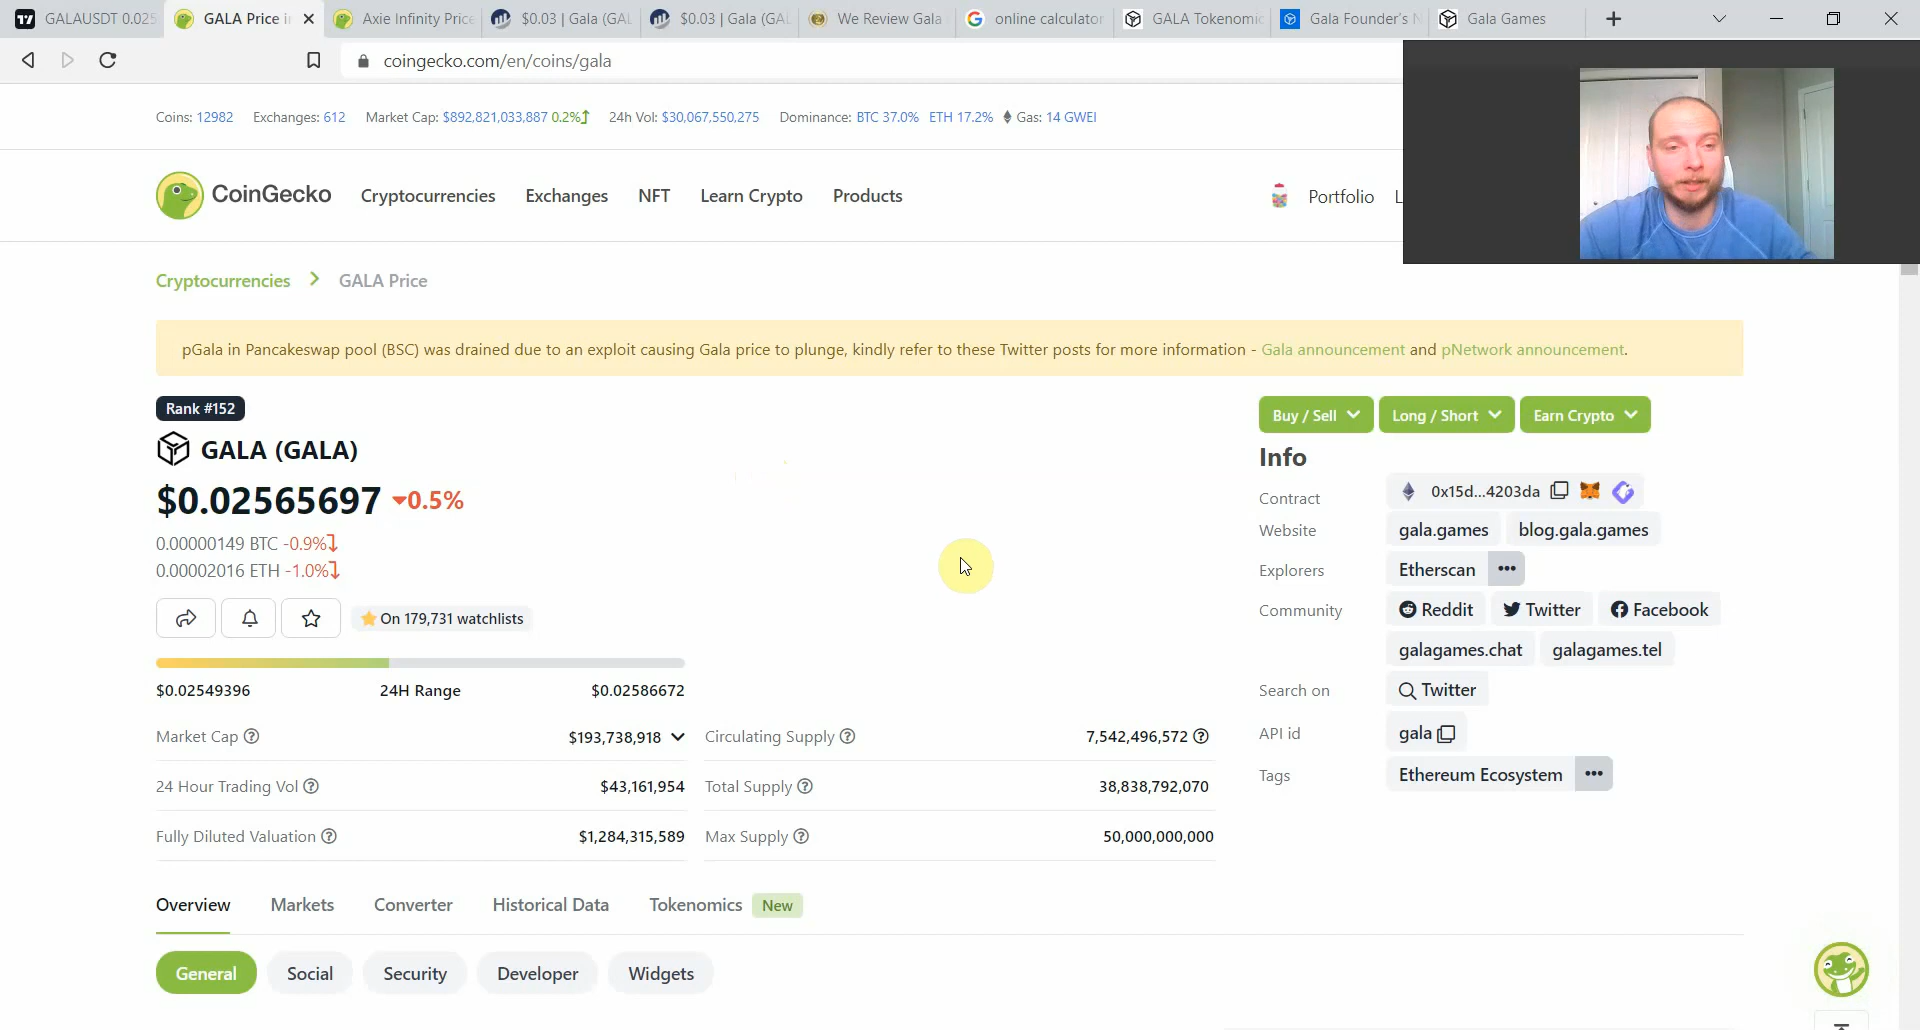 GALAUSDT 0.025
GALA Price i
Axie Infinity Price
$0.03 | Gala (GAL
$0.03 | Gala (GAL
We Review Gala
online calculator
GALA Tokenomic
Gala Founder's N
Gala Games
coingecko.com/en/coins/gala
Coins: 12982 Exchanges: 612 Market Cap: $892,821,033,887 0.2% 24h Vol: $30,067,550,275 Dominance: BTC 37.0% ETH 17.2% Gas: 14 GWEI
CoinGecko Cryptocurrencies Exchanges NFT Learn Crypto Products Portfolio L
Cryptocurrencies > GALA Price
pGala in Pancakeswap pool (BSC) was drained due to an exploit causing Gala price to plunge, kindly refer to these Twitter posts for more information - Gala announcement and pNetwork announcement.
Rank #152
GALA (GALA)
$0.02565697 0.5%
0.00000149 BTC -0.9%
0.00002016 ETH -1.0%
On 179,731 watchlists
$0.02549396 24H Range $0.02586672
Market Cap $193,738,918
24 Hour Trading Vol $43,161,954
Fully Diluted Valuation $1,284,315,589
Circulating Supply 7,542,496,572
Total Supply 38,838,792,070
Max Supply 50,000,000,000
Buy / Sell Long / Short Earn Crypto
Info
Contract 0x15d...4203da
Website gala.games blog.gala.games
Explorers Etherscan
Community Reddit Twitter Facebook
galagames.chat galagames.tel
Search on Twitter
API id gala
Tags Ethereum Ecosystem
Overview Markets Converter Historical Data Tokenomics New
General Social Security Developer Widgets